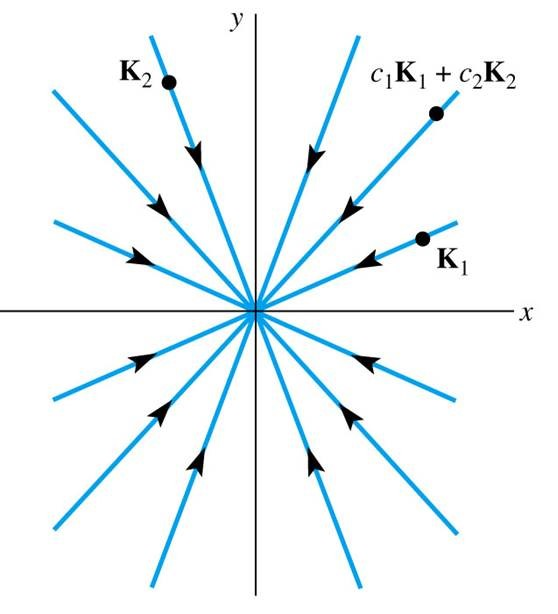 y
K₂
c₁K₁ + c₂K₂
K₁
x